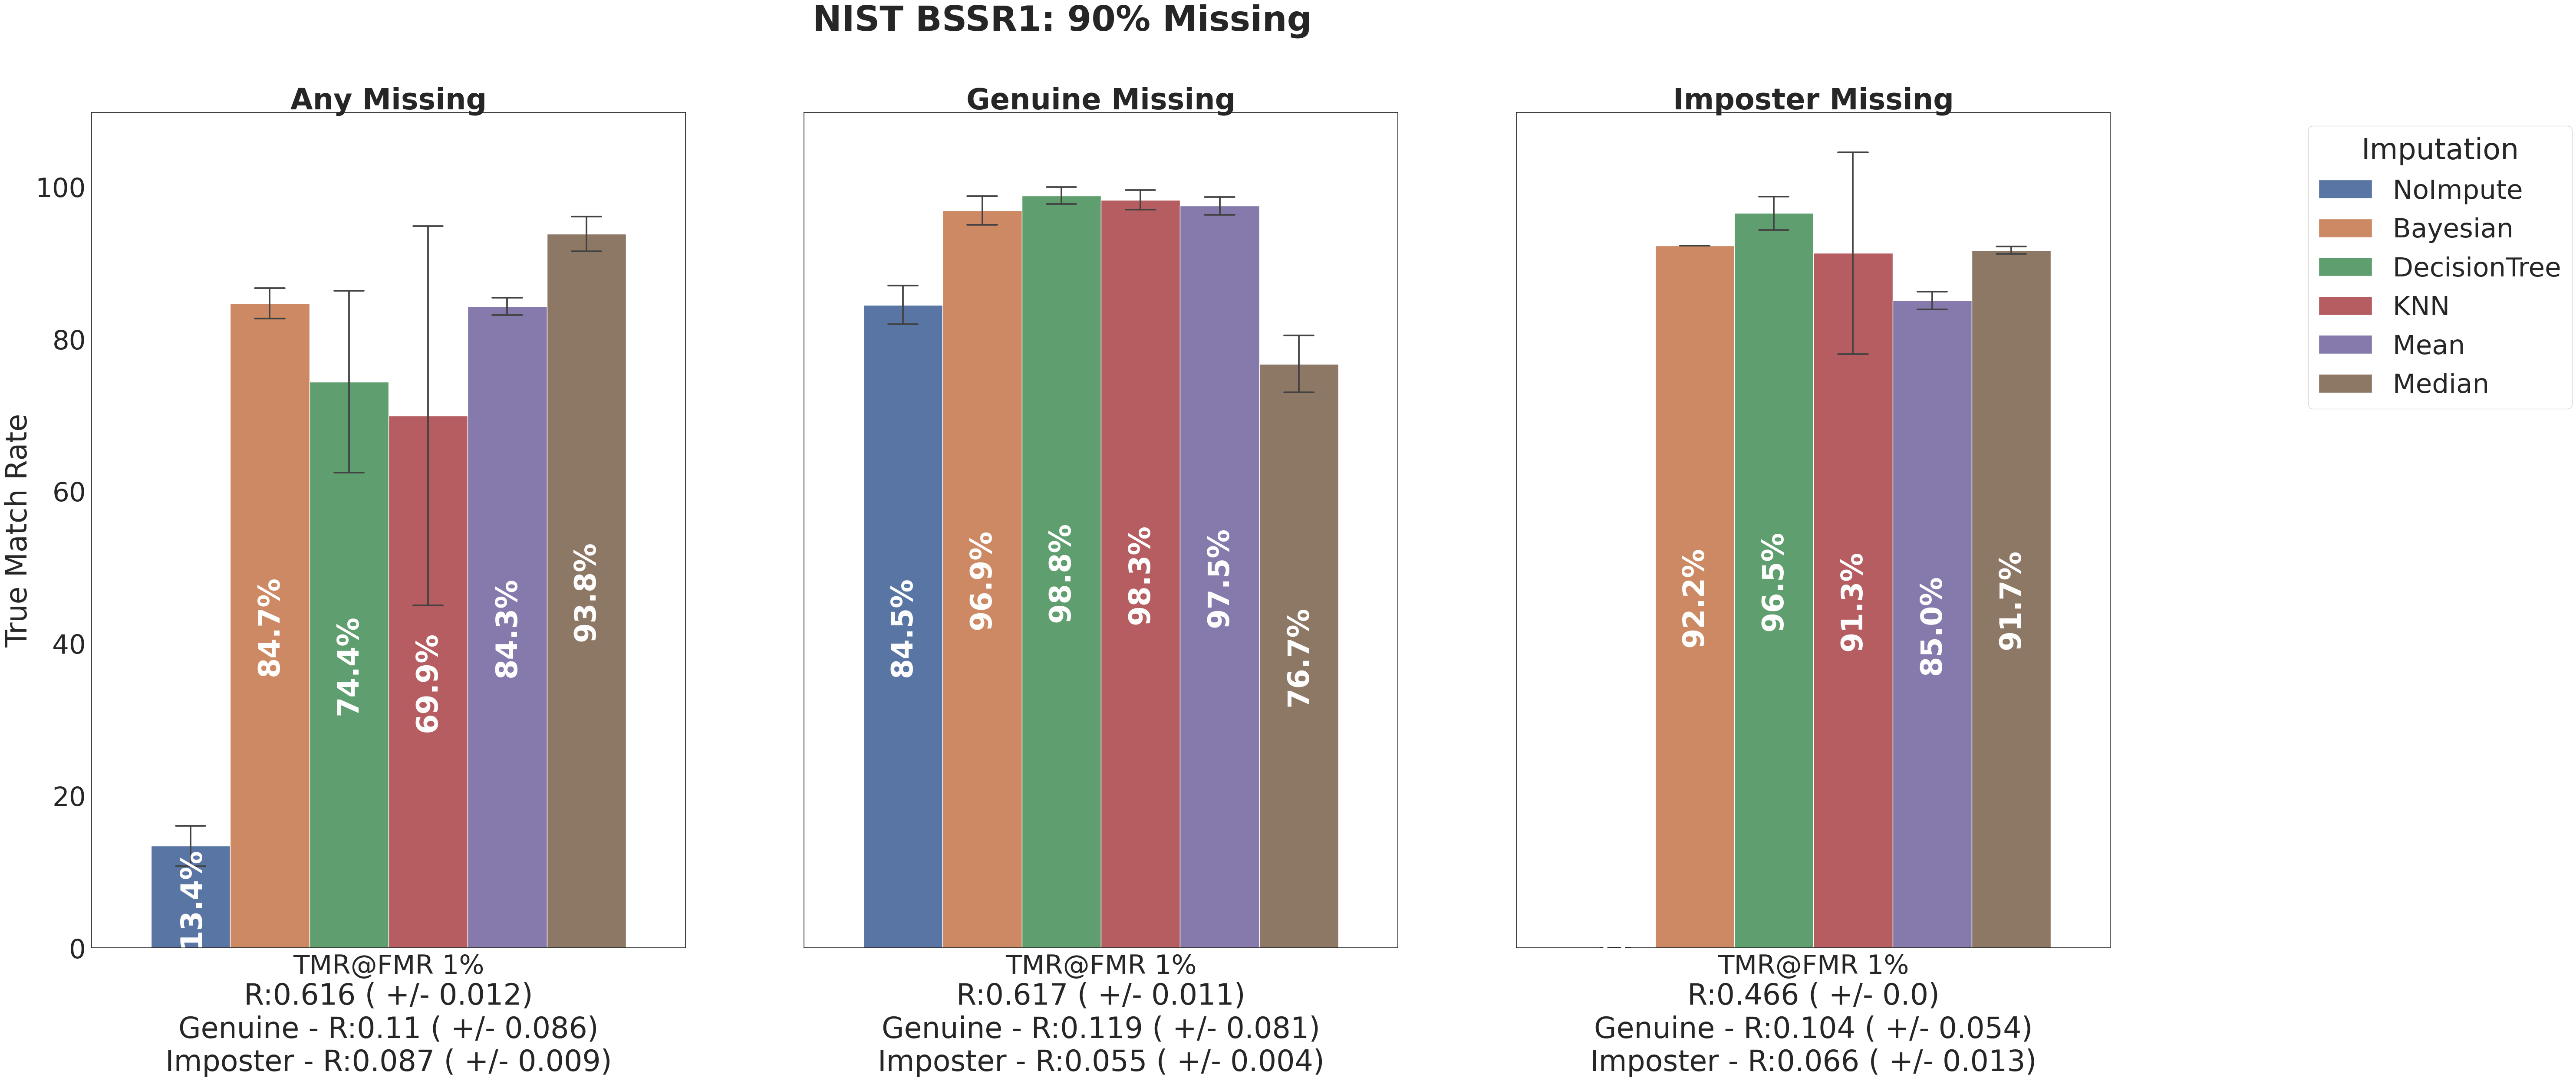 NIST BSSR1: 90% Missing
Any Missing
Genuine Missing
Imposter Missing
True Match Rate
100
80
60
40
20
0
13.4%
84.7%
74.4%
69.9%
84.3%
93.8%
84.5%
96.9%
98.8%
98.3%
97.5%
76.7%
92.2%
96.5%
91.3%
85.0%
91.7%
TMR@FMR 1%
R:0.616 ( +/- 0.012)
Genuine - R:0.11 ( +/- 0.086)
Imposter - R:0.087 ( +/- 0.009)
TMR@FMR 1%
R:0.617 ( +/- 0.011)
Genuine - R:0.119 ( +/- 0.081)
Imposter - R:0.055 ( +/- 0.004)
TMR@FMR 1%
R:0.466 ( +/- 0.0)
Genuine - R:0.104 ( +/- 0.054)
Imposter - R:0.066 ( +/- 0.013)
Imputation
NoImpute
Bayesian
DecisionTree
KNN
Mean
Median